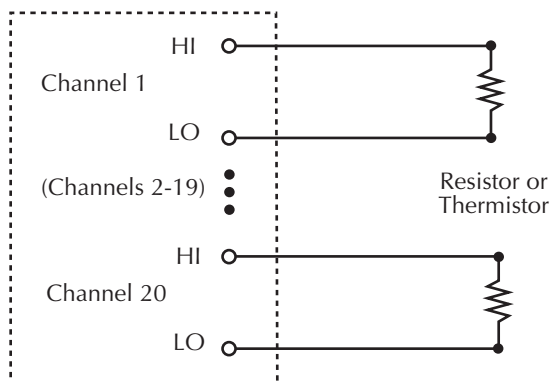 HI
Channel 1
LO
(Channels 2-19)
Resistor or
Thermistor
HI
Channel 20
LO